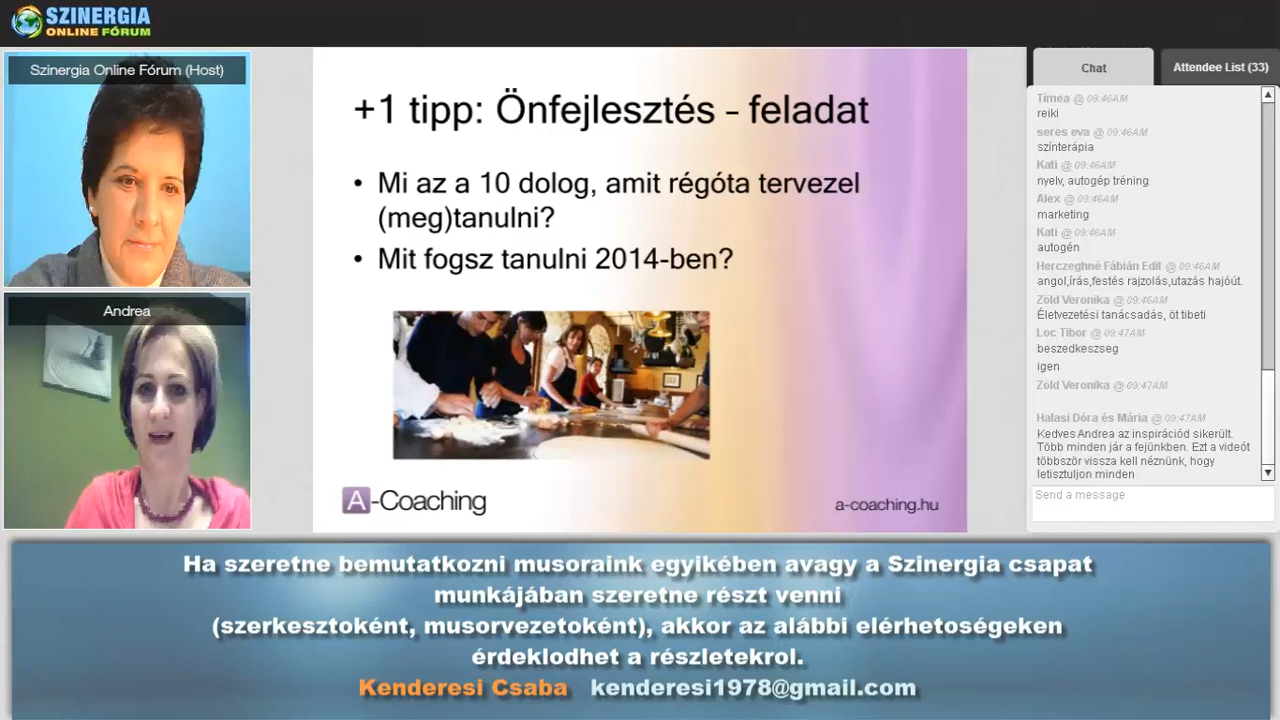 SZINERGIA
ONLINE FÓRUM
Szinergia Online Fórum (Host)
Andrea
+1 tipp: Önfejlesztés - feladat
• Mi az a 10 dolog, amit régóta tervezel
(meg)tanulni?
• Mit fogsz tanulni 2014-ben?
A-Coaching
a-coaching.hu
Chat
Attendee List (33)
Tímea @ 09:46AM
reiki
seres eva @ 09:46AM
színterápia
Kati @ 09:46AM
nyelv, autogép tréning
Alex @ 09:46AM
marketing
Kati @ 09:46AM
autogén
Herczeghné Fábián Edit @ 09:46AM
angol,írás,festés rajzolás,utazás hajóút.
Zöld Veronika @ 09:46AM
Életvezetési tanácsadás, öt tibeti
Loc Tibor @ 09:47AM
beszedkeszseg
igen
Zöld Veronika @ 09:47AM
Halasi Dóra és Mária @ 09:47AM
Kedves Andrea az inspirációd sikerült.
Több minden jár a fejünkben. Ezt a videót
többször vissza kell néznünk, hogy
letisztuljon minden
Send a message
Ha szeretne bemutatkozni musoraink egyikében avagy a Szinergia csapat
munkájában szeretne részt venni
(szerkesztoként, musorvezetoként), akkor az alábbi elérhetoségeken
érdeklodhet a részletekrol.
Kenderesi Csaba kenderesi1978@gmail.com